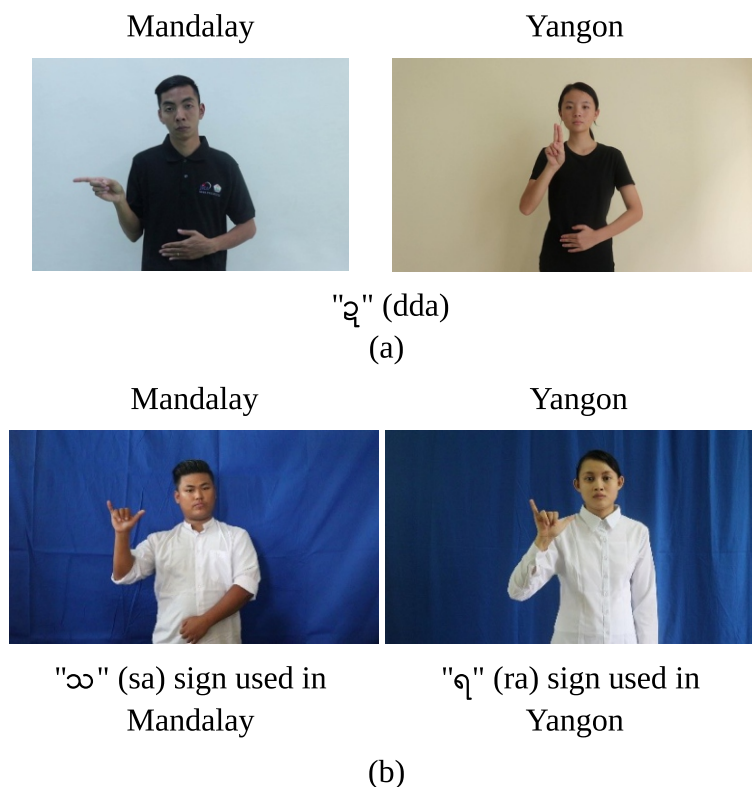 Mandalay Yangon
"ဍ" (dda)
(a)
Mandalay Yangon
"သ" (sa) sign used in Mandalay
"ရ" (ra) sign used in Yangon
(b)